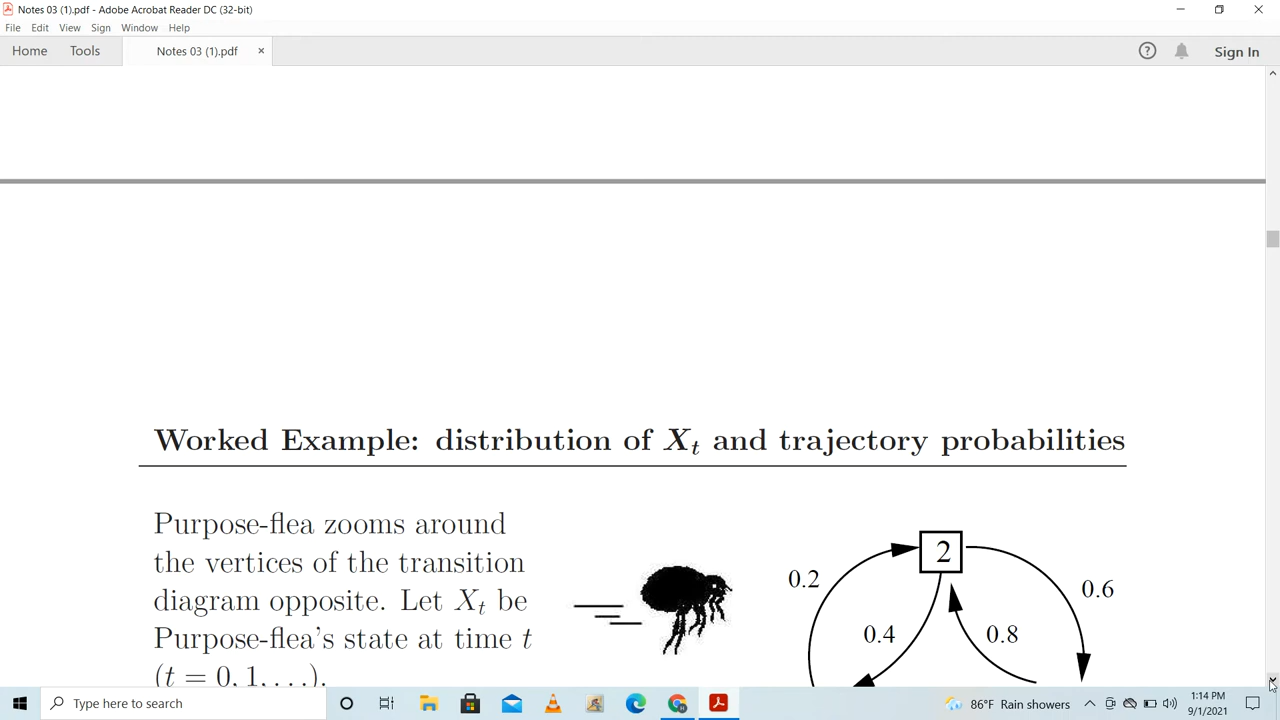 Notes 03 (1).pdf - Adobe Acrobat Reader DC (32-bit)
File Edit View Sign Window Help
Home Tools Notes 03 (1).pdf × ? Sign In
Worked Example: distribution of Xₜ and trajectory probabilities
Purpose-flea zooms around
the vertices of the transition
diagram opposite. Let Xₜ be
Purpose-flea's state at time t
(t = 0, 1, . . .).
2
0.2
0.6
0.4
0.8
Type here to search
86°F Rain showers
1:14 PM
9/1/2021